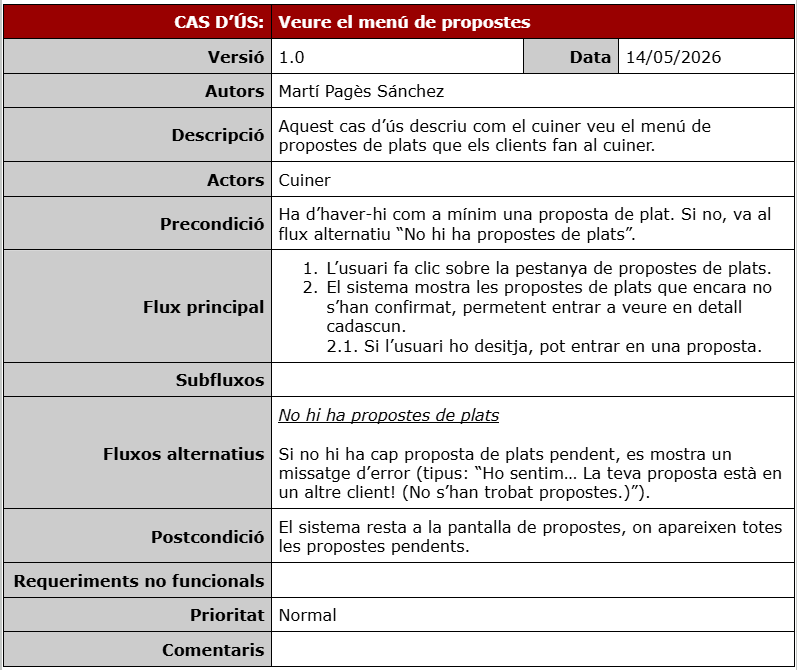 CAS D’ÚS: Veure el menú de propostes
Versió 1.0 Data 14/05/2026
Autors Martí Pagès Sánchez
Descripció Aquest cas d’ús descriu com el cuiner veu el menú de
propostes de plats que els clients fan al cuiner.
Actors Cuiner
Precondició Ha d’haver-hi com a mínim una proposta de plat. Si no, va al
flux alternatiu “No hi ha propostes de plats”.
Flux principal 1. L’usuari fa clic sobre la pestanya de propostes de plats.
2. El sistema mostra les propostes de plats que encara no
s’han confirmat, permetent entrar a veure en detall
cadascun.
2.1. Si l’usuari ho desitja, pot entrar en una proposta.
Subfluxos
Fluxos alternatius No hi ha propostes de plats
Si no hi ha cap proposta de plats pendent, es mostra un
missatge d’error (tipus: “Ho sentim… La teva proposta està en
un altre client! (No s’han trobat propostes.)”).
Postcondició El sistema resta a la pantalla de propostes, on apareixen totes
les propostes pendents.
Requeriments no funcionals
Prioritat Normal
Comentaris